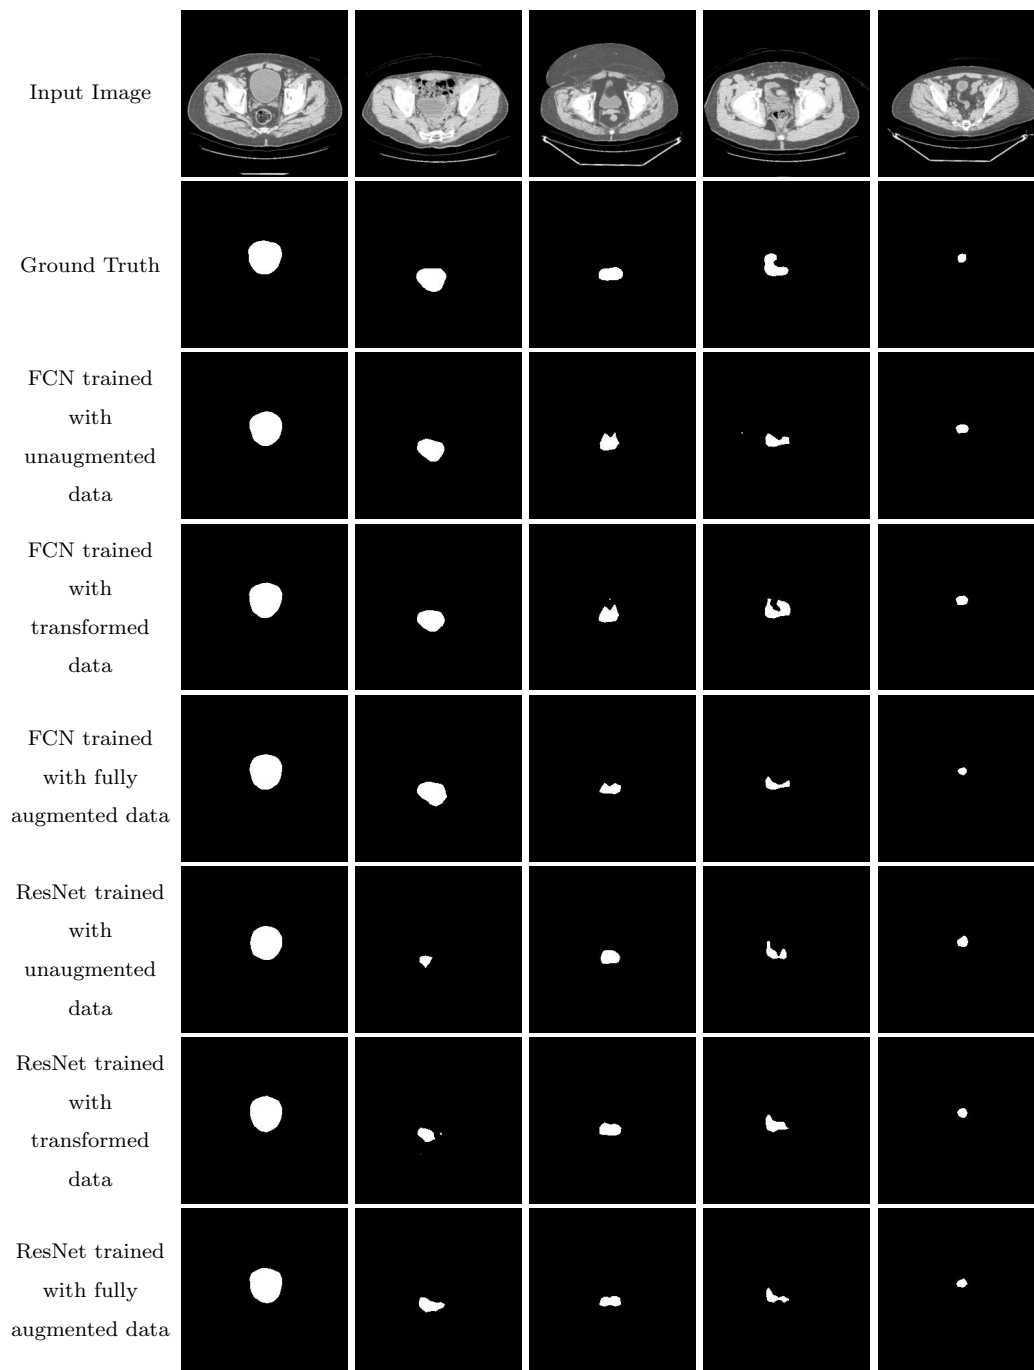 Input Image
Ground Truth
FCN trained
with
unaugmented
data
FCN trained
with
transformed
data
FCN trained
with fully
augmented data
ResNet trained
with
unaugmented
data
ResNet trained
with
transformed
data
ResNet trained
with fully
augmented data